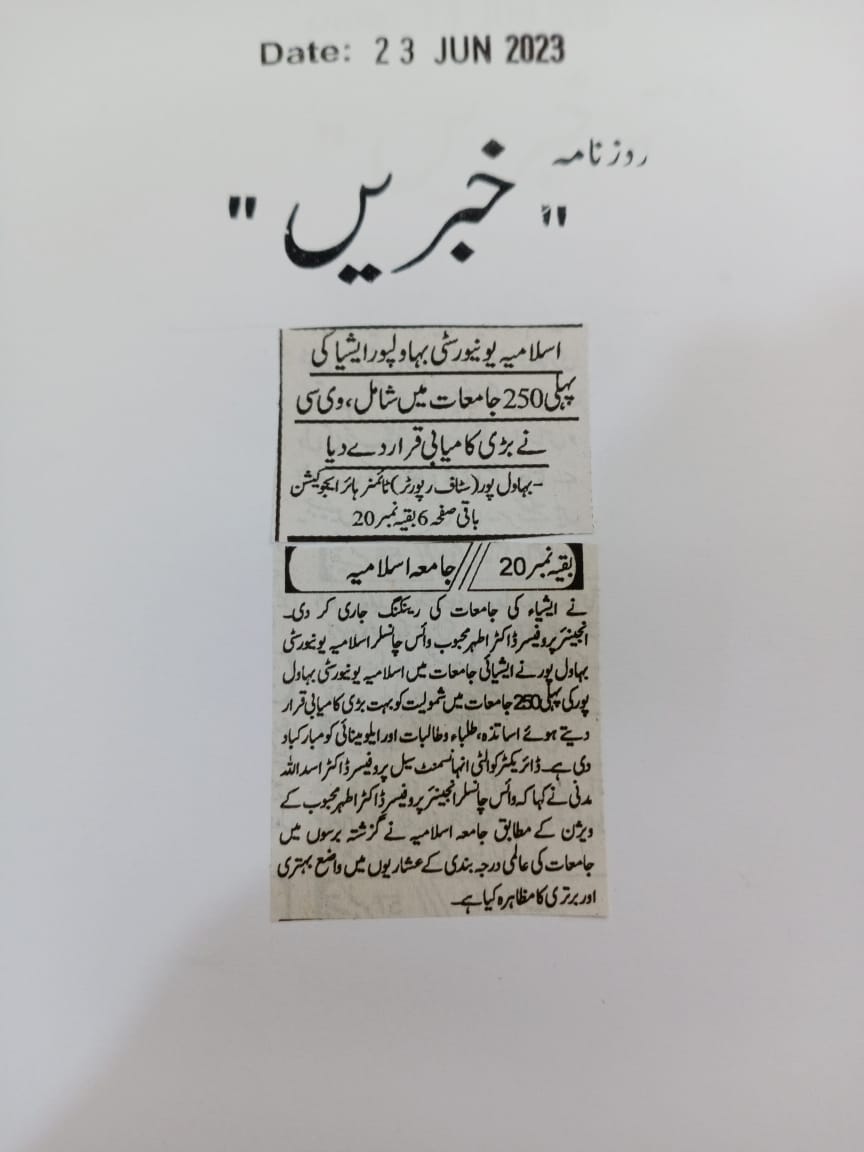 Date: 23 JUN 2023
روزنامہ
"خبریں"
اسلامیہ یونیورسٹی بہاولپور ایشیا کی
پہلی 250 جامعات میں شامل، وی سی
نے بڑی کامیابی قرار دے دیا
بہاول پور (سٹاف رپورٹر) ٹائمنر ہائر ایجوکیشن-
باقی صفحہ 6 بقیہ نمبر 20
بقیہ نمبر 20 /// جامعہ اسلامیہ
نے ایشیاء کی جامعات کی رینکنگ جاری کر دی۔
انجینئر پروفیسر ڈاکٹر اطہر محبوب وائس چانسلر اسلامیہ یونیورسٹی
بہاول پور نے ایشیائی جامعات میں اسلامیہ یونیورسٹی بہاول
پور کی پہلی 250 جامعات میں شمولیت کو بہت بڑی کامیابی قرار
دیتے ہوئے اساتذہ، طلباء و طالبات اور ایلومینائی کو مبارکباد
دی ہے۔ ڈائریکٹر کوالٹی انہانسمنٹ سیل پروفیسر ڈاکٹر اسد اللہ
مدنی نے کہا کہ وائس چانسلر انجینئر پروفیسر ڈاکٹر اطہر محبوب کے
ویژن کے مطابق جامعہ اسلامیہ نے گزشتہ برسوں میں
جامعات کی عالمی درجہ بندی کے عشاریوں میں واضع بہتری
اور برتری کا مظاہرہ کیا ہے۔